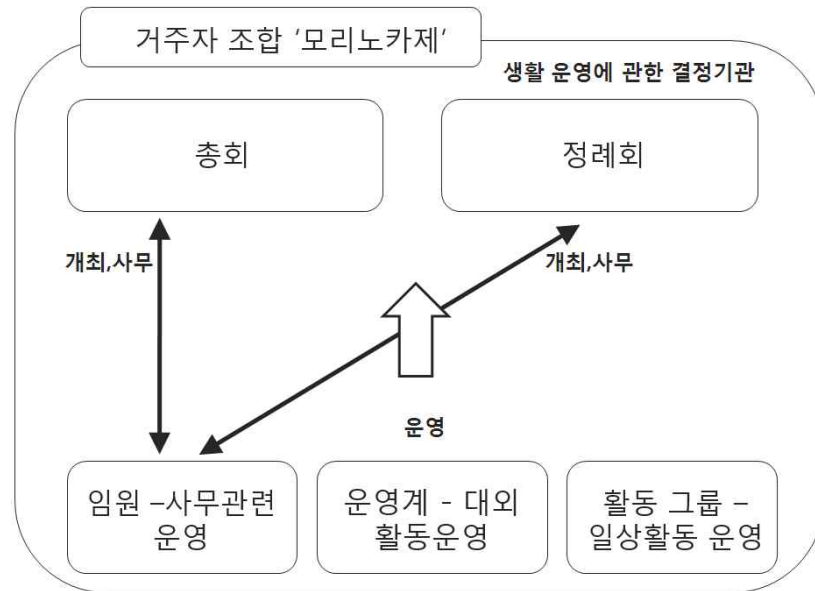 거주자 조합 ‘모리노카제’
생활 운영에 관한 결정기관
총회
정례회
개최,사무
개최,사무
운영
임원 –사무관련
운영
운영계 - 대외
활동운영
활동 그룹 –
일상활동 운영